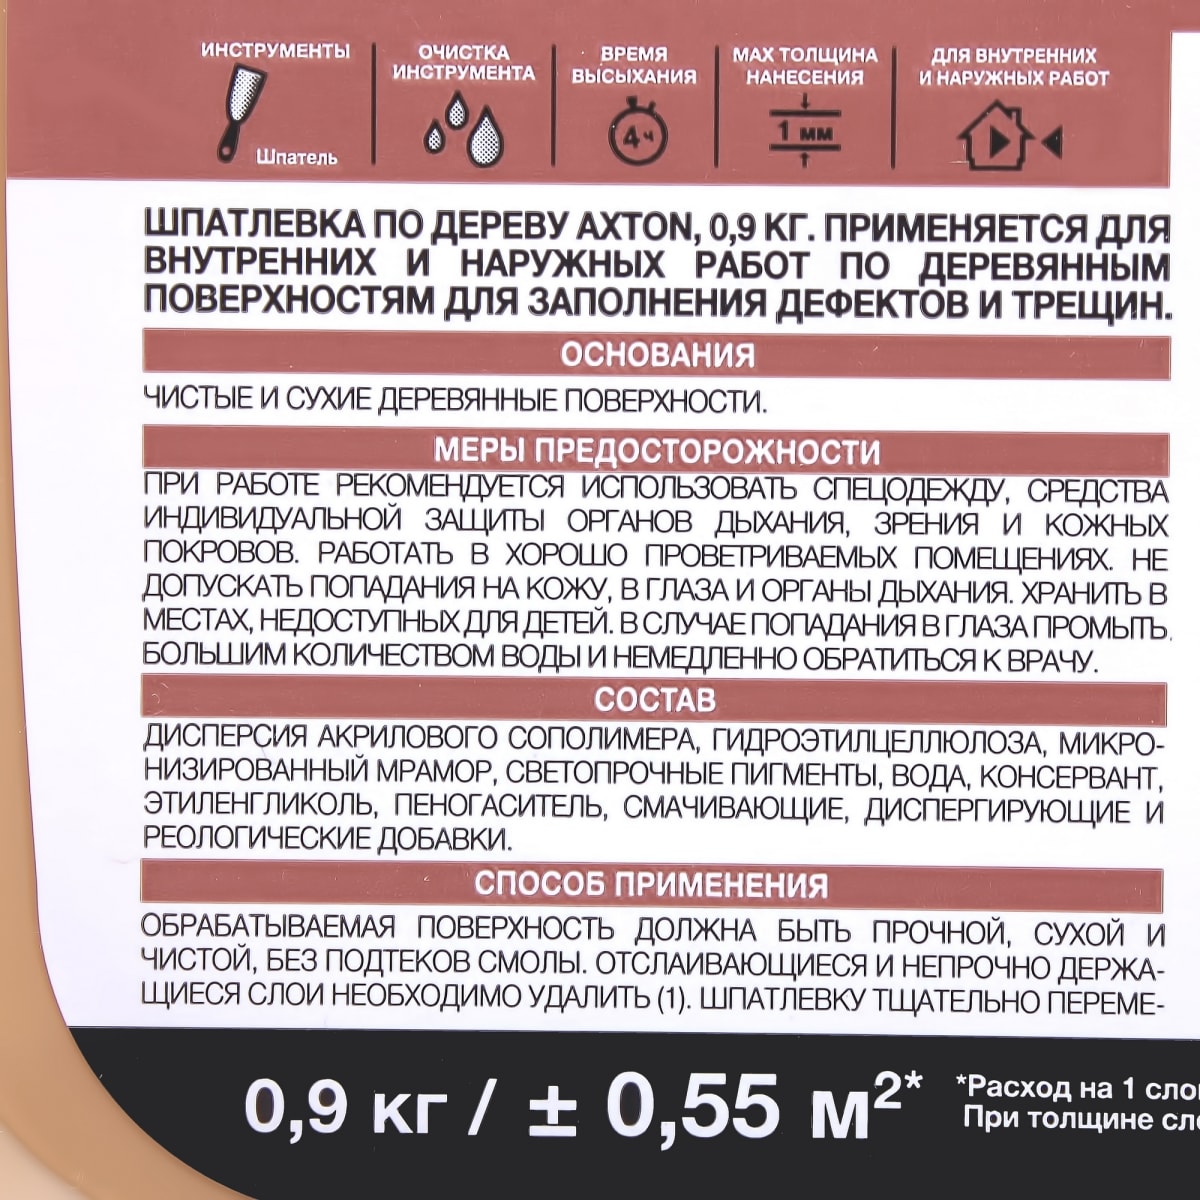 ИНСТРУМЕНТЫ
Шпатель
ОЧИСТКА
ИНСТРУМЕНТА
ВРЕМЯ
ВЫСЫХАНИЯ
4 ч
MAX ТОЛЩИНА
НАНЕСЕНИЯ
1 мм
ДЛЯ ВНУТРЕННИХ
И НАРУЖНЫХ РАБОТ
ШПАТЛЕВКА ПО ДЕРЕВУ AXTON, 0,9 КГ. ПРИМЕНЯЕТСЯ ДЛЯ
ВНУТРЕННИХ И НАРУЖНЫХ РАБОТ ПО ДЕРЕВЯННЫМ
ПОВЕРХНОСТЯМ ДЛЯ ЗАПОЛНЕНИЯ ДЕФЕКТОВ И ТРЕЩИН.
ОСНОВАНИЯ
ЧИСТЫЕ И СУХИЕ ДЕРЕВЯННЫЕ ПОВЕРХНОСТИ.
МЕРЫ ПРЕДОСТОРОЖНОСТИ
ПРИ РАБОТЕ РЕКОМЕНДУЕТСЯ ИСПОЛЬЗОВАТЬ СПЕЦОДЕЖДУ, СРЕДСТВА
ИНДИВИДУАЛЬНОЙ ЗАЩИТЫ ОРГАНОВ ДЫХАНИЯ, ЗРЕНИЯ И КОЖНЫХ
ПОКРОВОВ. РАБОТАТЬ В ХОРОШО ПРОВЕТРИВАЕМЫХ ПОМЕЩЕНИЯХ. НЕ
ДОПУСКАТЬ ПОПАДАНИЯ НА КОЖУ, В ГЛАЗА И ОРГАНЫ ДЫХАНИЯ. ХРАНИТЬ В
МЕСТАХ, НЕДОСТУПНЫХ ДЛЯ ДЕТЕЙ. В СЛУЧАЕ ПОПАДАНИЯ В ГЛАЗА ПРОМЫТЬ
БОЛЬШИМ КОЛИЧЕСТВОМ ВОДЫ И НЕМЕДЛЕННО ОБРАТИТЬСЯ К ВРАЧУ.
СОСТАВ
ДИСПЕРСИЯ АКРИЛОВОГО СОПОЛИМЕРА, ГИДРОЭТИЛЦЕЛЛЮЛОЗА, МИКРО-
НИЗИРОВАННЫЙ МРАМОР, СВЕТОПРОЧНЫЕ ПИГМЕНТЫ, ВОДА, КОНСЕРВАНТ,
ЭТИЛЕНГЛИКОЛЬ, ПЕНОГАСИТЕЛЬ, СМАЧИВАЮЩИЕ, ДИСПЕРГИРУЮЩИЕ И
РЕОЛОГИЧЕСКИЕ ДОБАВКИ.
СПОСОБ ПРИМЕНЕНИЯ
ОБРАБАТЫВАЕМАЯ ПОВЕРХНОСТЬ ДОЛЖНА БЫТЬ ПРОЧНОЙ, СУХОЙ И
ЧИСТОЙ, БЕЗ ПОДТЕКОВ СМОЛЫ. ОТСЛАИВАЮЩИЕСЯ И НЕПРОЧНО ДЕРЖА-
ЩИЕСЯ СЛОИ НЕОБХОДИМО УДАЛИТЬ (1). ШПАТЛЕВКУ ТЩАТЕЛЬНО ПЕРЕМЕ-
0,9 кг / ± 0,55 м²*
*Расход на 1 сло
При толщине сл